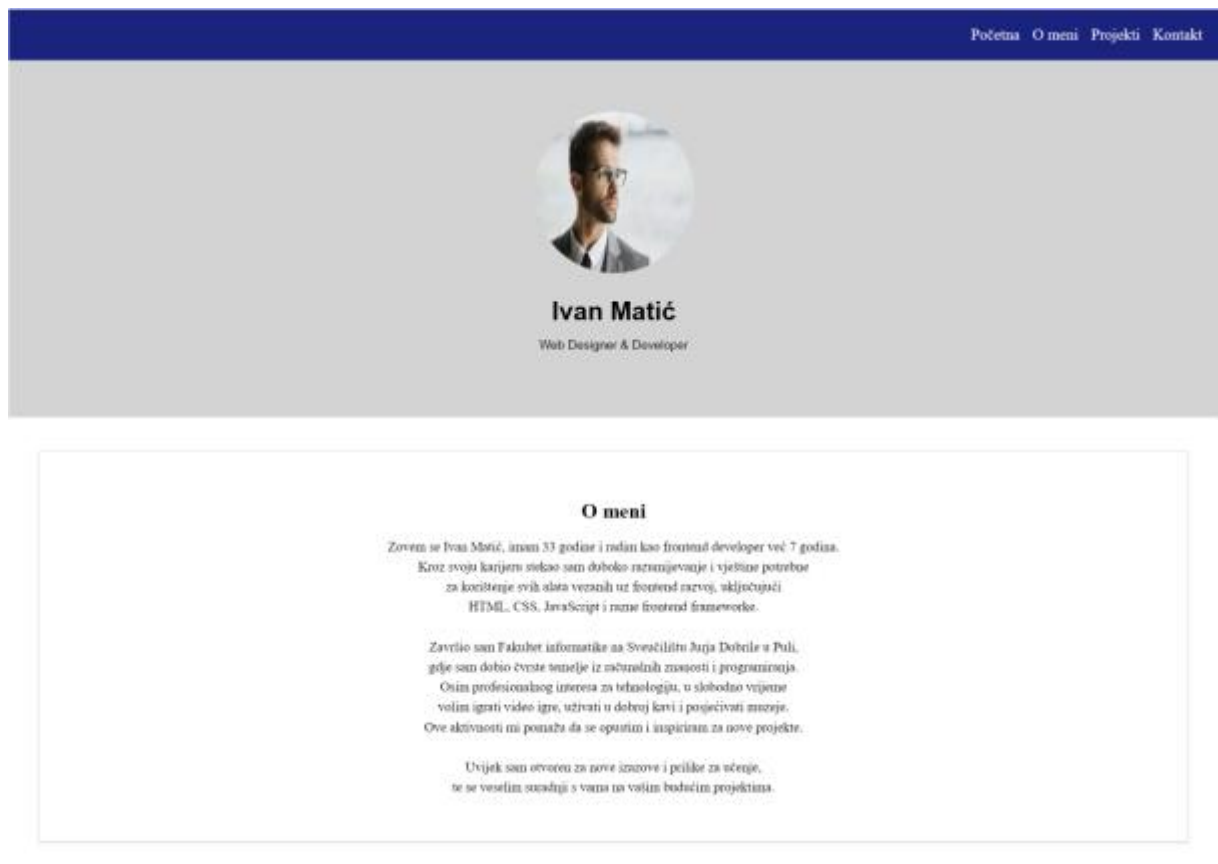 Početna O meni Projekti Kontakt
Ivan Matić
Web Designer & Developer
O meni
Zovem se Ivan Matić, imam 33 godine i radim kao frontend developer već 7 godina.
Kroz svoju karijeru stekao sam duboko razumijevanje i vještine potrebne
za korištenje svih alata vezanih uz frontend razvoj, uključujući
HTML, CSS, JavaScript i razne frontend frameworke.
Završio sam Fakultet informatike na Sveučilištu Jurja Dobrile u Puli,
gdje sam dobio čvrste temelje iz računalnih znanosti i programiranja.
Osim profesionalnog interesa za tehnologiju, u slobodno vrijeme
volim igrati video igre, uživati u dobroj kavi i posjećivati muzeje.
Ove aktivnosti mi pomažu da se opustim i inspiriram za nove projekte.
Uvijek sam otvoren za nove izazove i prilike za učenje,
te se veselim suradnji s vama na vašim budućim projektima.